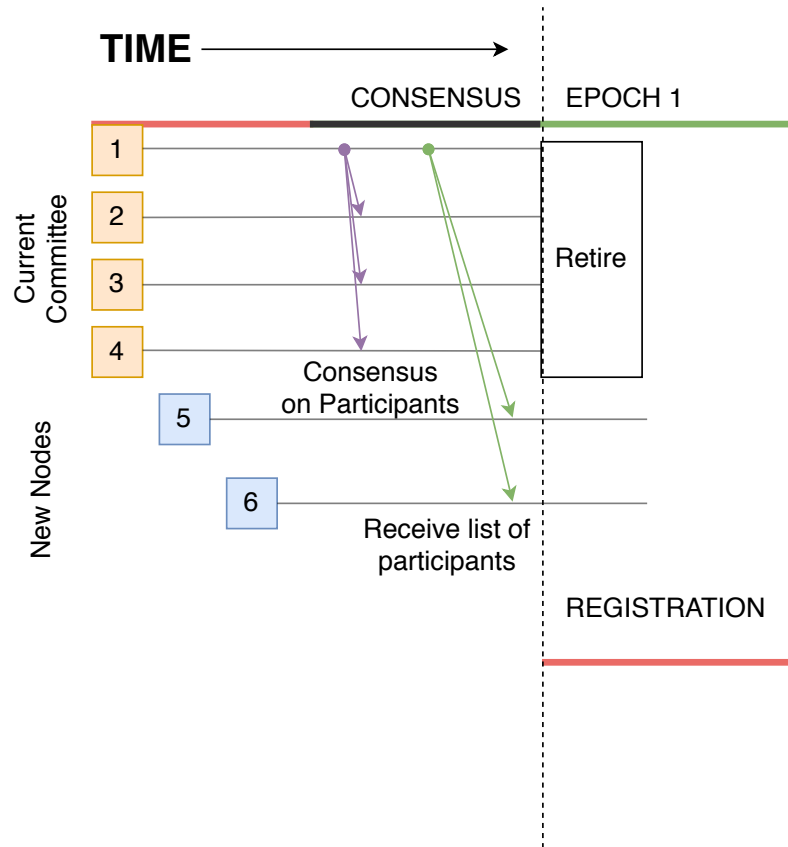 TIME
CONSENSUS
EPOCH 1
1
2
3
4
Current
Committee
Retire
Consensus
on Participants
5
6
New Nodes
Receive list of
participants
REGISTRATION